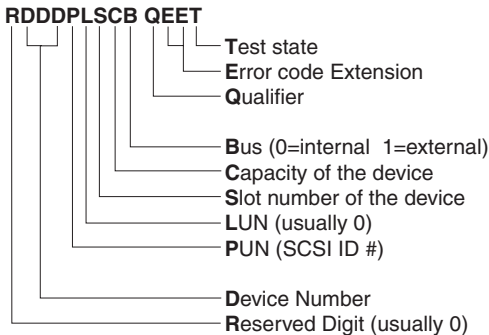 RDDDPLSCB QEET
Test state
Error code Extension
Qualifier
Bus (0=internal 1=external)
Capacity of the device
Slot number of the device
LUN (usually 0)
PUN (SCSI ID #)
Device Number
Reserved Digit (usually 0)